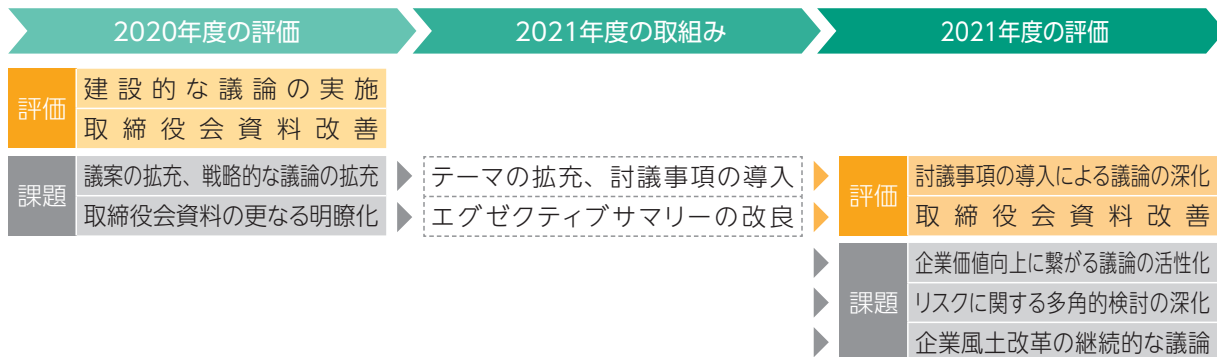 2020年度の評価
2021年度の取組み
2021年度の評価
評価
建設的な議論の実施
取締役会資料改善
課題
議案の拡充、戦略的な議論の拡充
取締役会資料の更なる明瞭化
テーマの拡充、討議事項の導入
エグゼクティブサマリーの改良
評価
討議事項の導入による議論の深化
取締役会資料改善
課題
企業価値向上に繋がる議論の活性化
リスクに関する多角的検討の深化
企業風土改革の継続的な議論